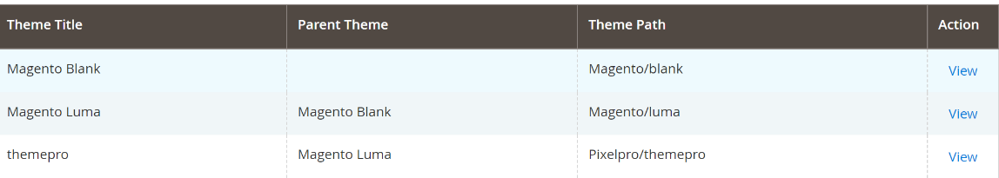 Theme Title Parent Theme Theme Path Action
Magento Blank Magento/blank View
Magento Luma Magento Blank Magento/luma View
themepro Magento Luma Pixelpro/themepro View